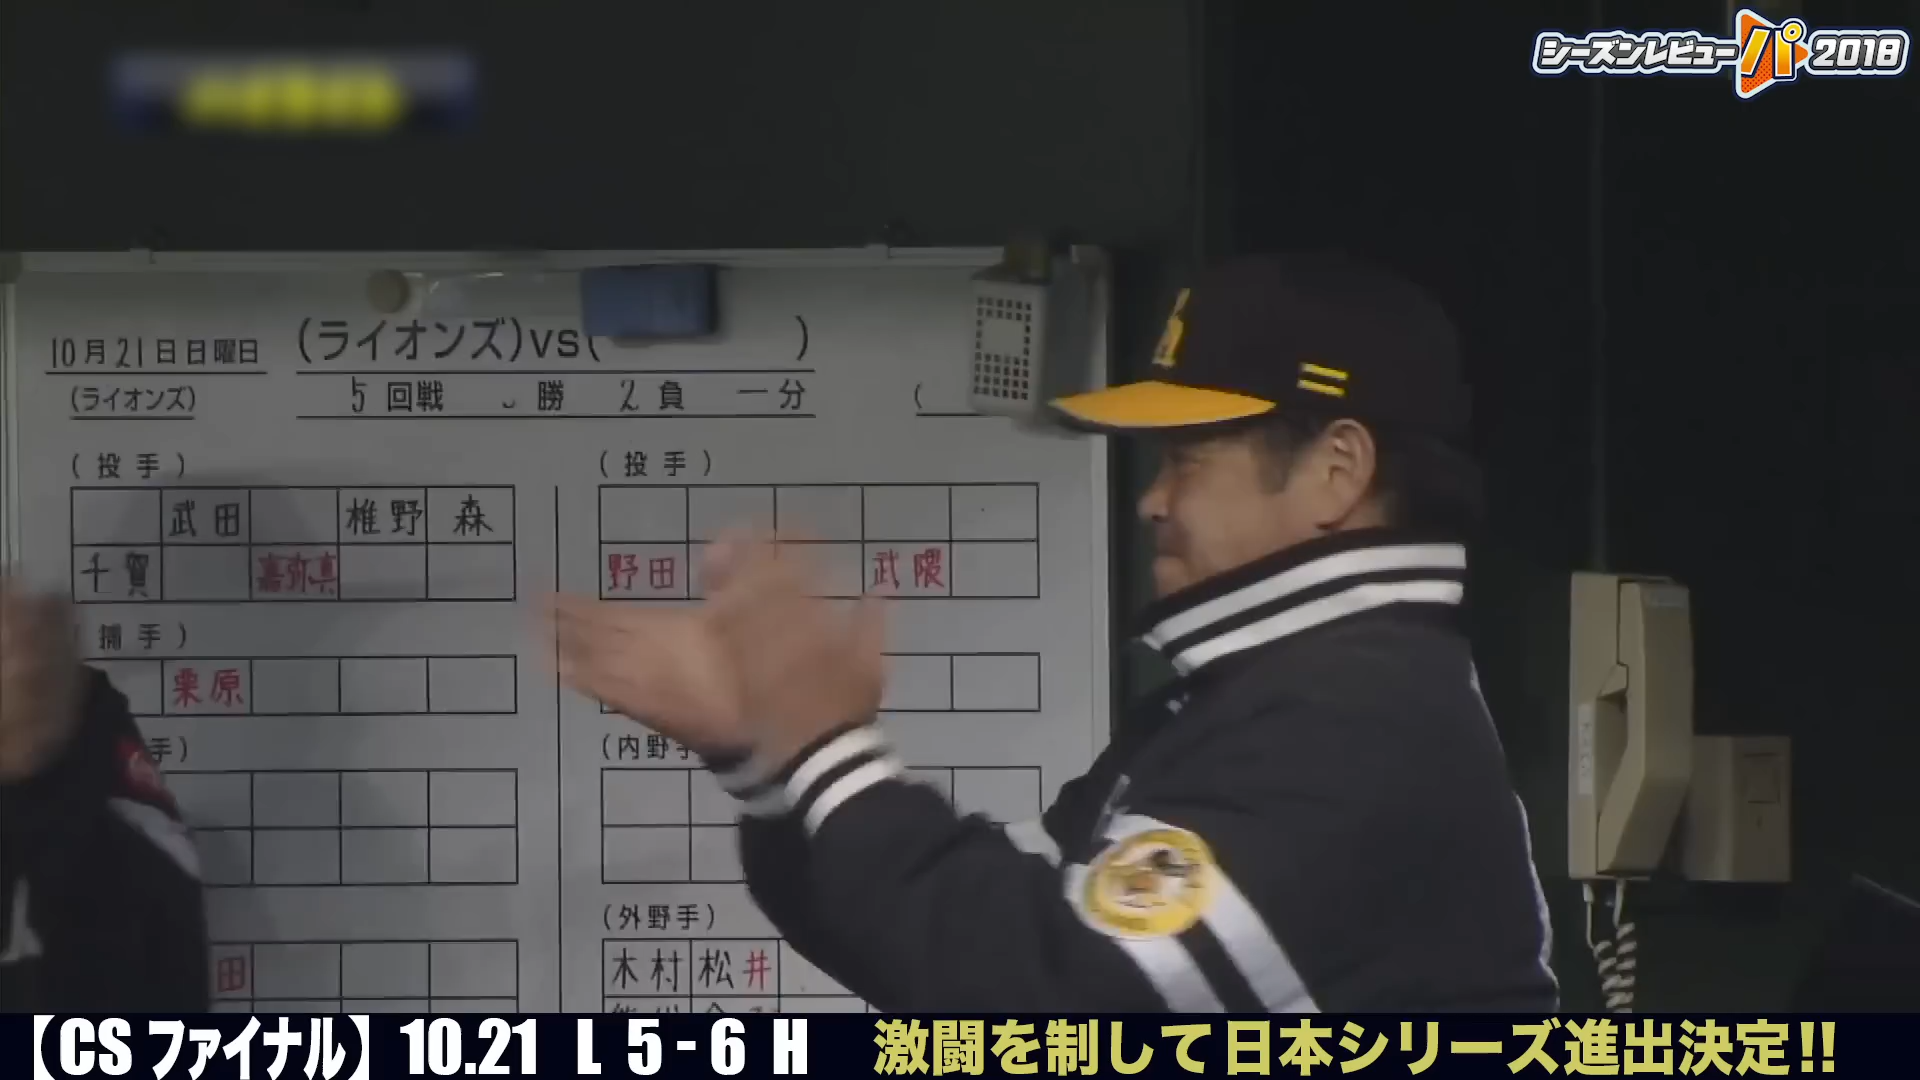 シーズンレビューパ2018
10月21日日曜日 (ライオンズ)vs( )
(ライオンズ) 5回戦 勝 2負 一分 (
(投手) (投手)
武田 椎野 森
千賀 嘉弥真 野田 武隈
捕手)
栗原
手) (内野手
(外野手)
田 木村 松井
【CSファイナル】 10.21 L 5-6 H 激闘を制して日本シリーズ進出決定!!